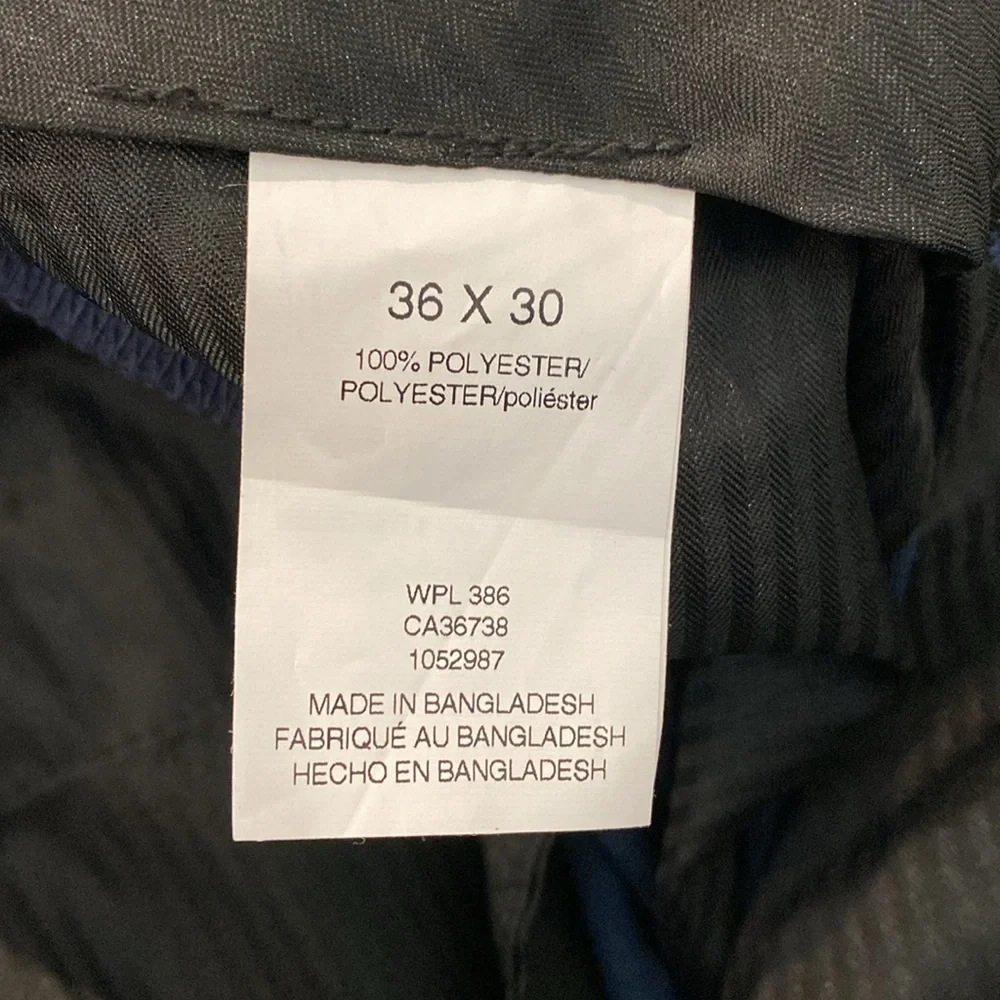 36 X 30
100% POLYESTER/
POLYESTER/poliéster
WPL 386
CA36738
1052987
MADE IN BANGLADESH
FABRIQUÉ AU BANGLADESH
HECHO EN BANGLADESH